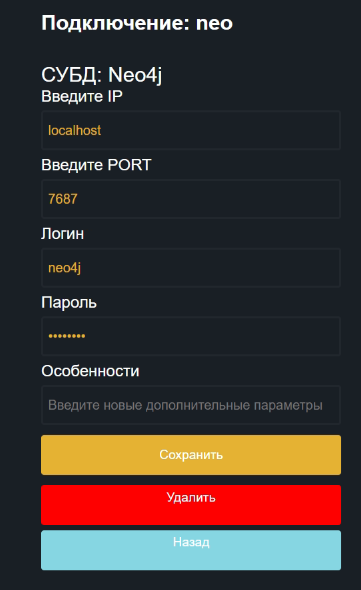 Подключение: neo
СУБД: Neo4j
Введите IP
localhost
Введите PORT
7687
Логин
neo4j
Пароль
••••••••
Особенности
Введите новые дополнительные параметры
Сохранить
Удалить
Назад